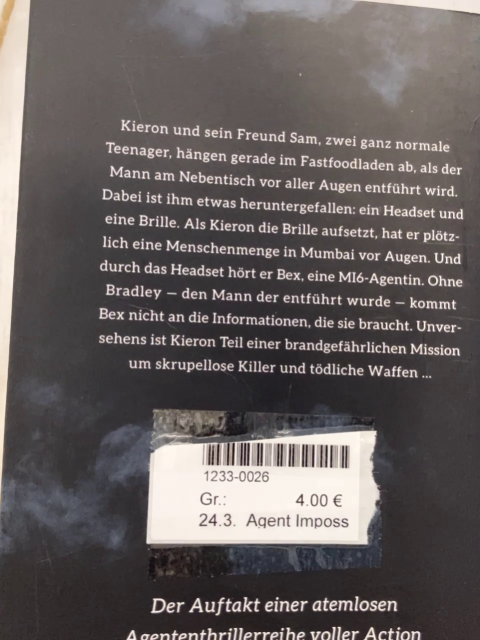 Kieron und sein Freund Sam, zwei ganz normale
Teenager, hängen gerade im Fastfoodladen ab, als der
Mann am Nebentisch vor aller Augen entführt wird.
Dabei ist ihm etwas heruntergefallen: ein Headset und
eine Brille. Als Kieron die Brille aufsetzt, hat er plötz-
lich eine Menschenmenge in Mumbai vor Augen. Und
durch das Headset hört er Bex, eine MI6-Agentin. Ohne
Bradley – den Mann der entführt wurde – kommt
Bex nicht an die Informationen, die sie braucht. Unver-
sehens ist Kieron Teil einer brandgefährlichen Mission
um skrupellose Killer und tödliche Waffen ...
1233-0026
Gr.: 4.00 €
24.3. Agent Imposs
Der Auftakt einer atemlosen
Agententhrillerreihe voller Action